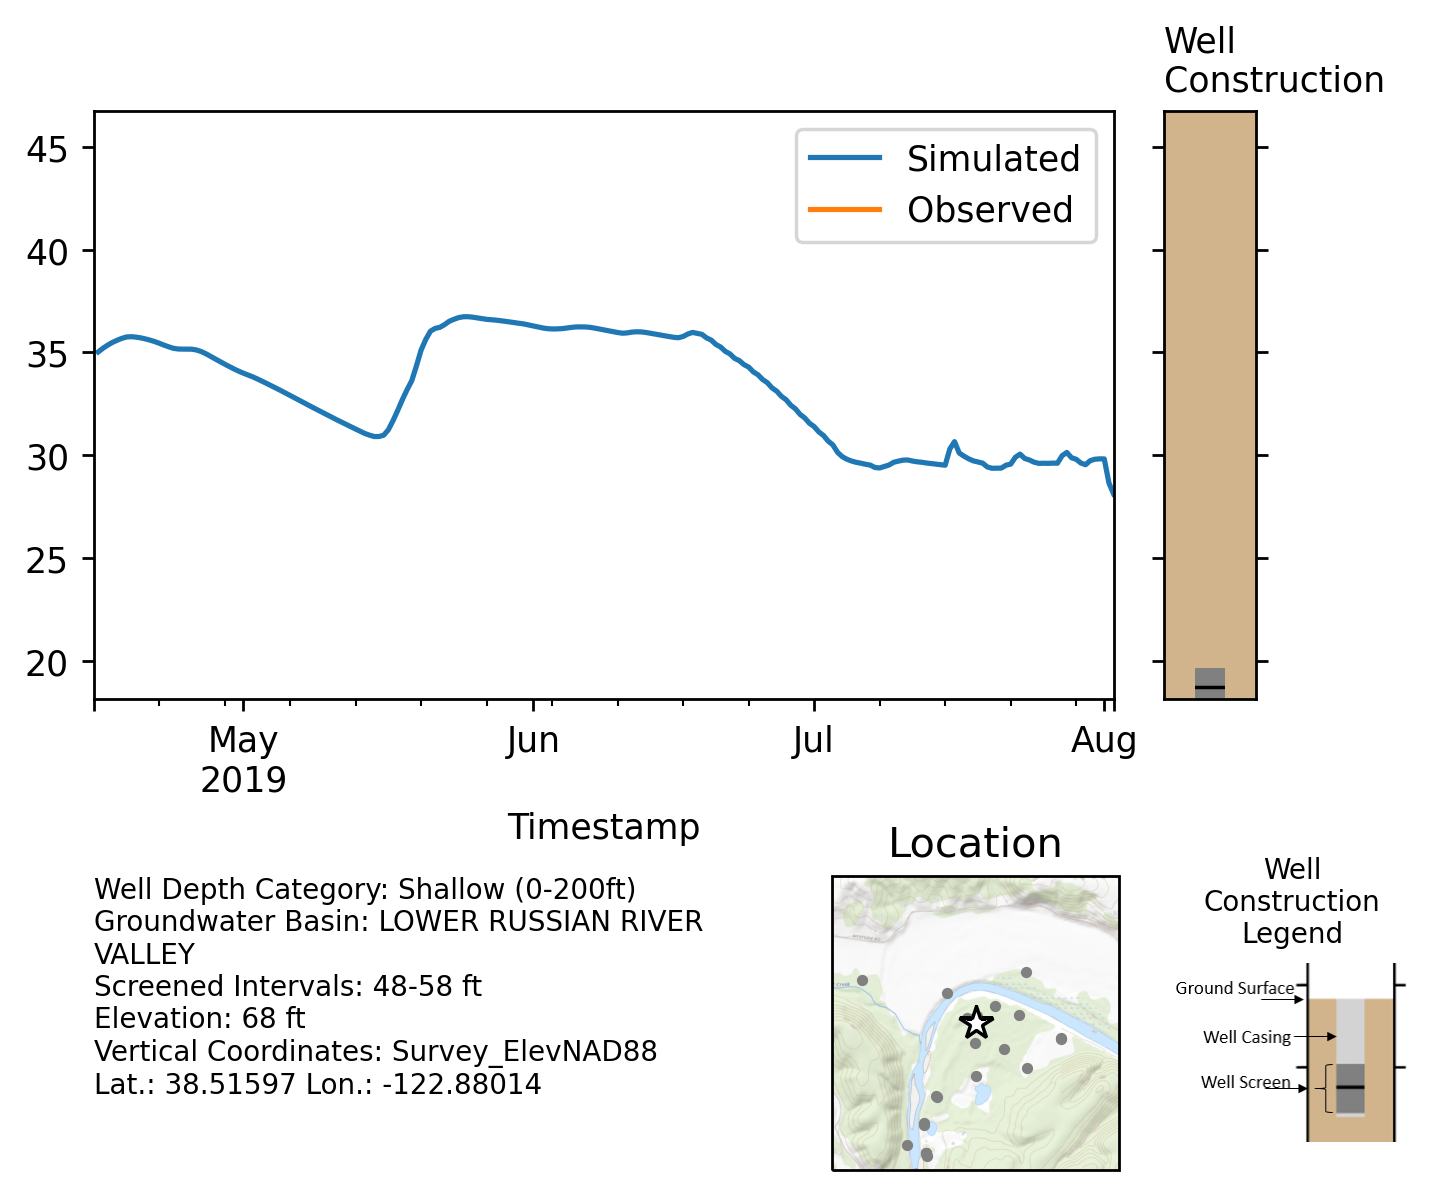 Well
Construction
45
40
35
30
25
20
Simulated
Observed
May
2019
Jun
Jul
Aug
Timestamp
Well Depth Category: Shallow (0-200ft)
Groundwater Basin: LOWER RUSSIAN RIVER
VALLEY
Screened Intervals: 48-58 ft
Elevation: 68 ft
Vertical Coordinates: Survey_ElevNAD88
Lat.: 38.51597 Lon.: -122.88014
Location
Well
Construction
Legend
Ground Surface
Well Casing
Well Screen